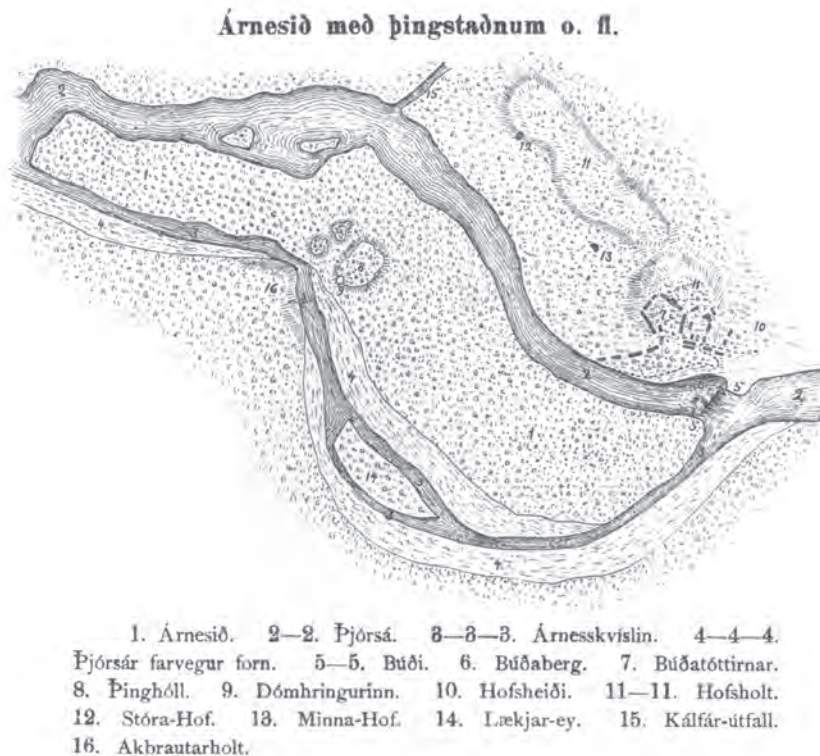 Árnesið með þingstaðnum o. fl.
1. Árnesið. 2—2. Þjórsá. 3—3—3. Árnesskvíslin. 4—4—4.
Þjórsár farvegur forn. 5—5. Búði. 6. Búðaberg. 7. Búðatóttirnar.
8. Þinghóll. 9. Dómhringurinn. 10. Hofsheiði. 11—11. Hofsholt.
12. Stóra-Hof. 13. Minna-Hof. 14. Lækjar-ey. 15. Kálfár-útfall.
16. Akbrautarholt.